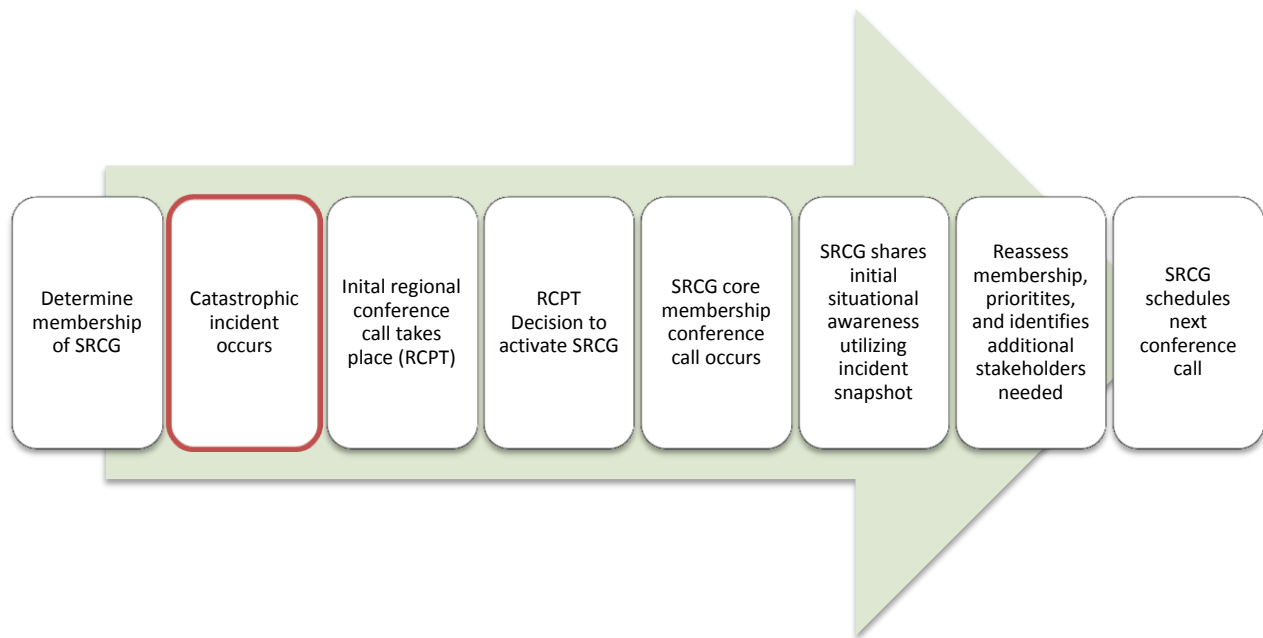 Determine
membership
of SRCG
Catastrophic
incident
occurs
Inital regional
conference
call takes
place (RCPT)
RCPT
Decision to
activate SRCG
SRCG core
membership
conference
call occurs
SRCG shares
initial
situational
awareness
utilizing
incident
snapshot
Reassess
membership,
prioritites,
and identifies
additional
stakeholders
needed
SRCG
schedules
next
conference
call